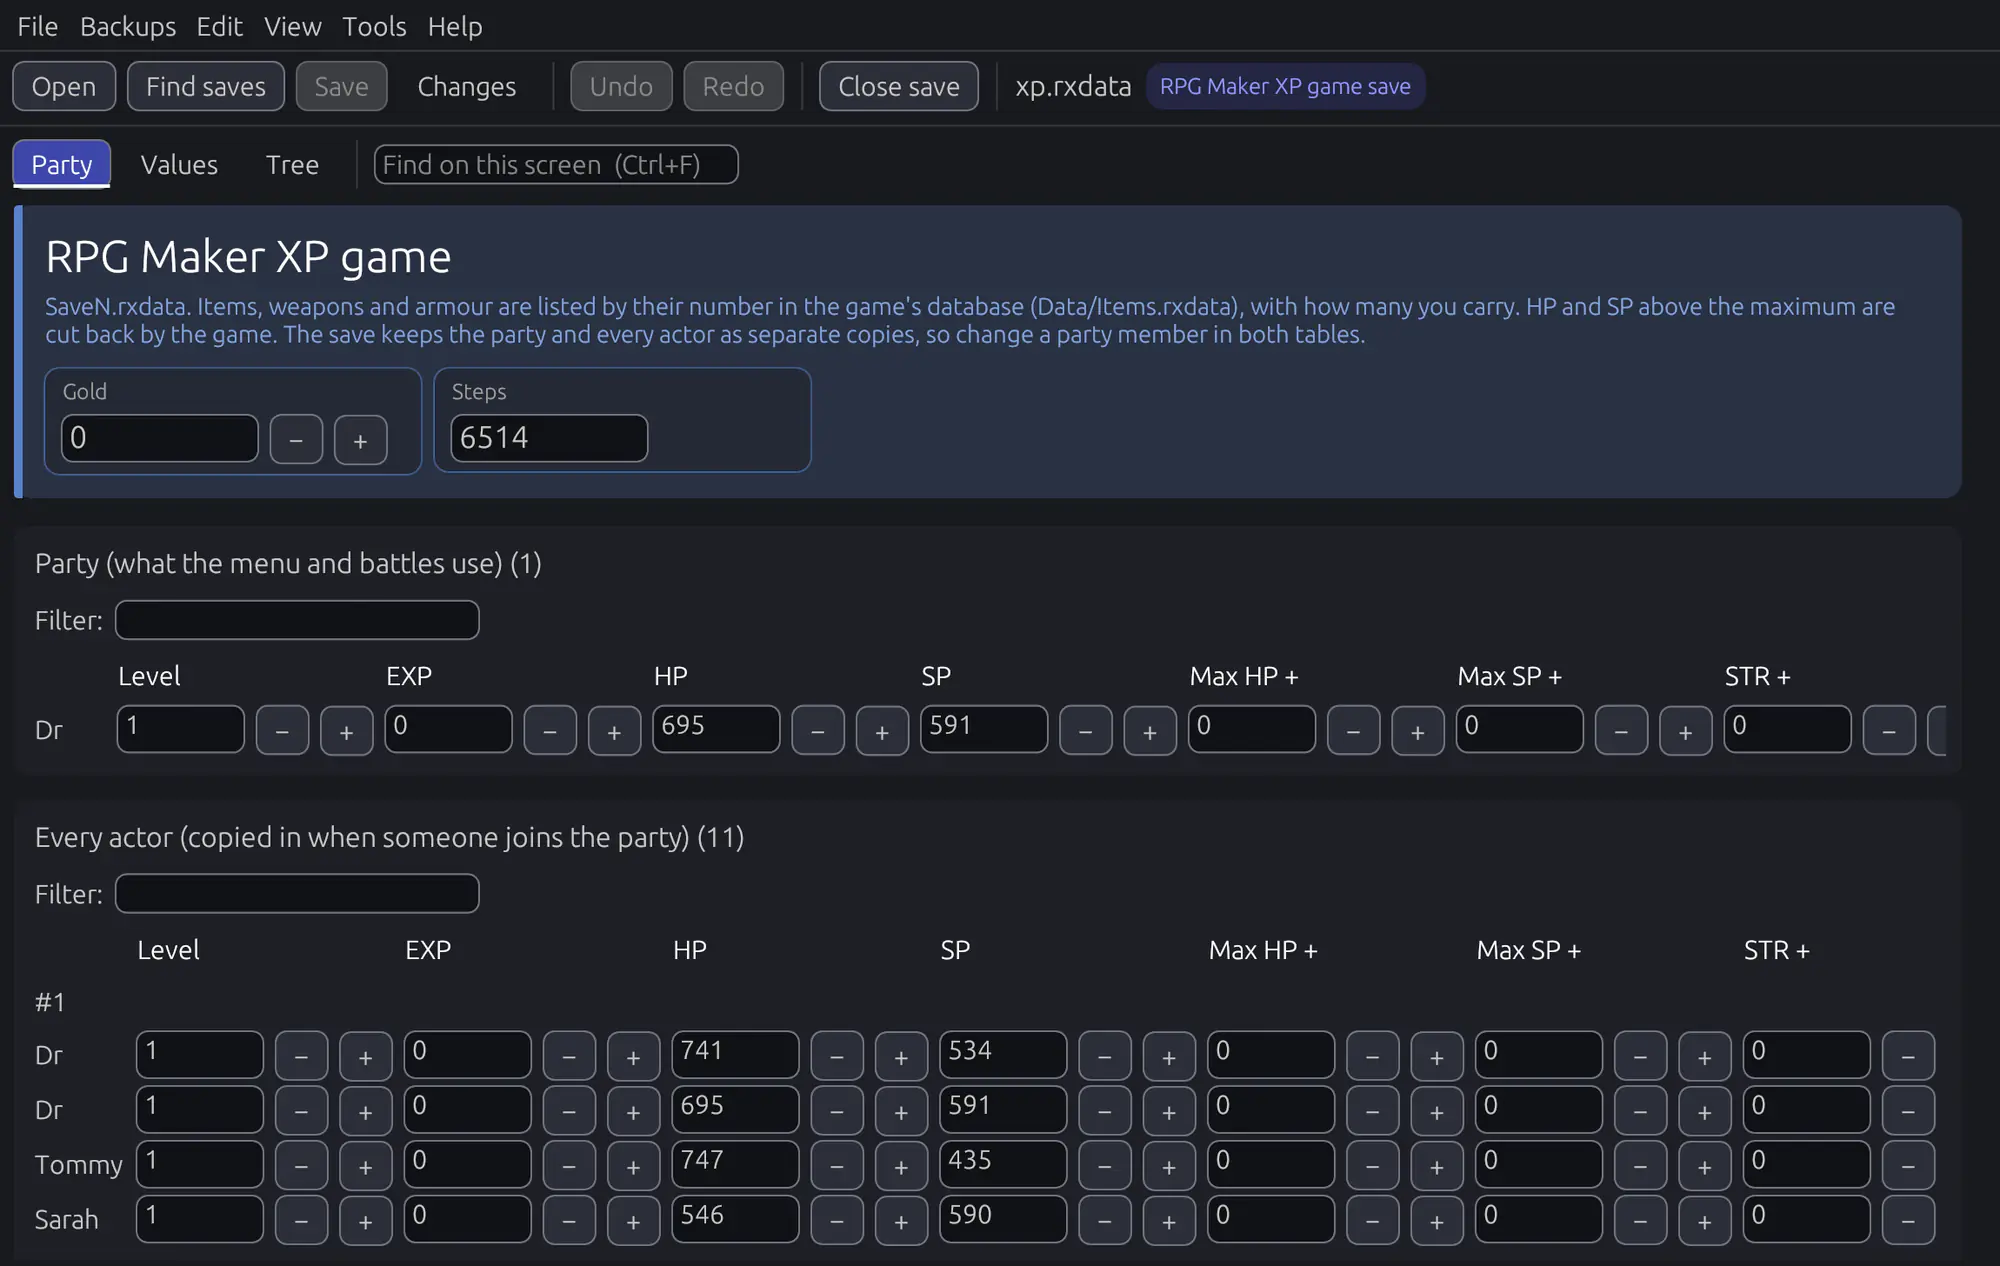 File Backups Edit View Tools Help
Open Find saves Save Changes Undo Redo Close save xp.rxdata RPG Maker XP game save
Party Values Tree Find on this screen (Ctrl+F)
RPG Maker XP game
SaveN.rxdata. Items, weapons and armour are listed by their number in the game's database (Data/Items.rxdata), with how many you carry. HP and SP above the maximum are
cut back by the game. The save keeps the party and every actor as separate copies, so change a party member in both tables.
Gold Steps
0 − + 6514
Party (what the menu and battles use) (1)
Filter:
Level EXP HP SP Max HP + Max SP + STR +
Dr 1 − + 0 − + 695 − + 591 − + 0 − + 0 − + 0 −
Every actor (copied in when someone joins the party) (11)
Filter:
Level EXP HP SP Max HP + Max SP + STR +
#1
Dr 1 − + 0 − + 741 − + 534 − + 0 − + 0 − + 0 −
Dr 1 − + 0 − + 695 − + 591 − + 0 − + 0 − + 0 −
Tommy 1 − + 0 − + 747 − + 435 − + 0 − + 0 − + 0 −
Sarah 1 − + 0 − + 546 − + 590 − + 0 − + 0 − + 0 −